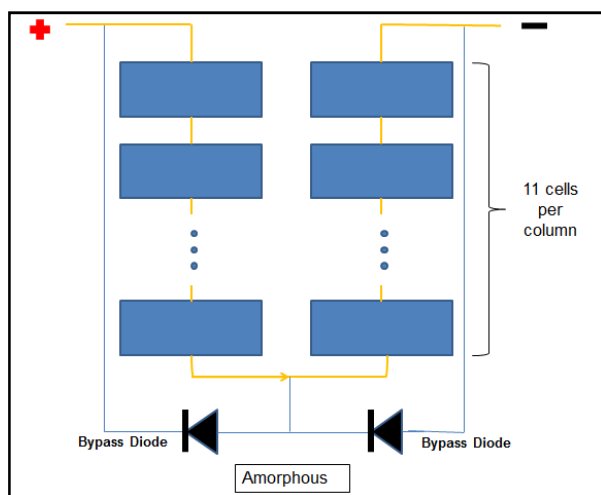 11 cells
per
column
Bypass Diode
Bypass Diode
Amorphous